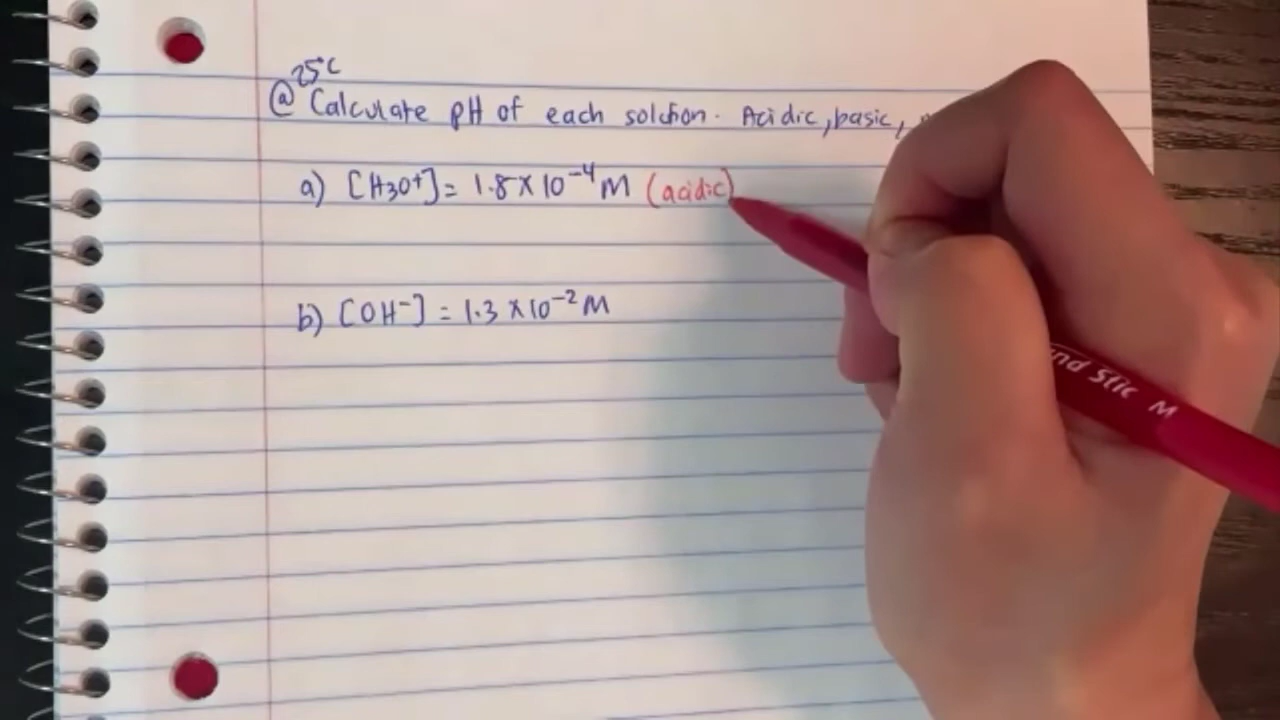 25°C
@ Calculate pH of each solution. Acidic, basic,
a) [H3O+] = 1.8 × 10⁻⁴ M (acidic)
b) [OH⁻] = 1.3 × 10⁻² M
Stic M